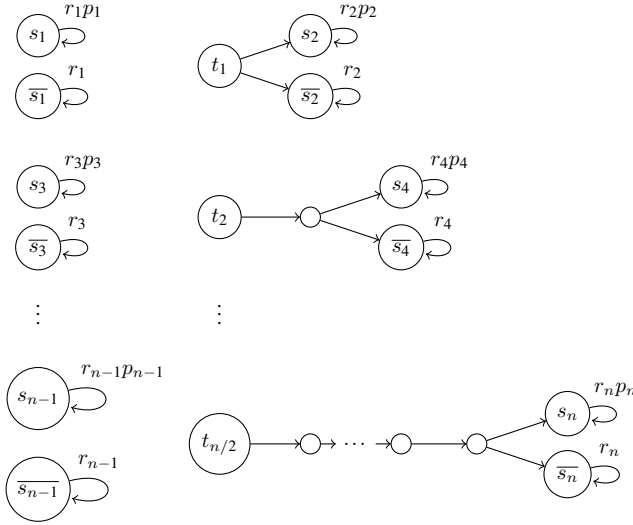 r₁p₁ r₂p₂
s₁ s₂
t₁
r₁ r₂
s̅₁̅ s̅₂̅
r₃p₃ r₄p₄
s₃ s₄
t₂
r₃ r₄
s̅₃̅ s̅₄̅
⋮ ⋮
rₙ₋₁pₙ₋₁ rₙpₙ
sₙ₋₁ sₙ
tₙ/₂ ⋯
rₙ₋₁ rₙ
s̅ₙ̅₋̅₁̅ s̅ₙ̅